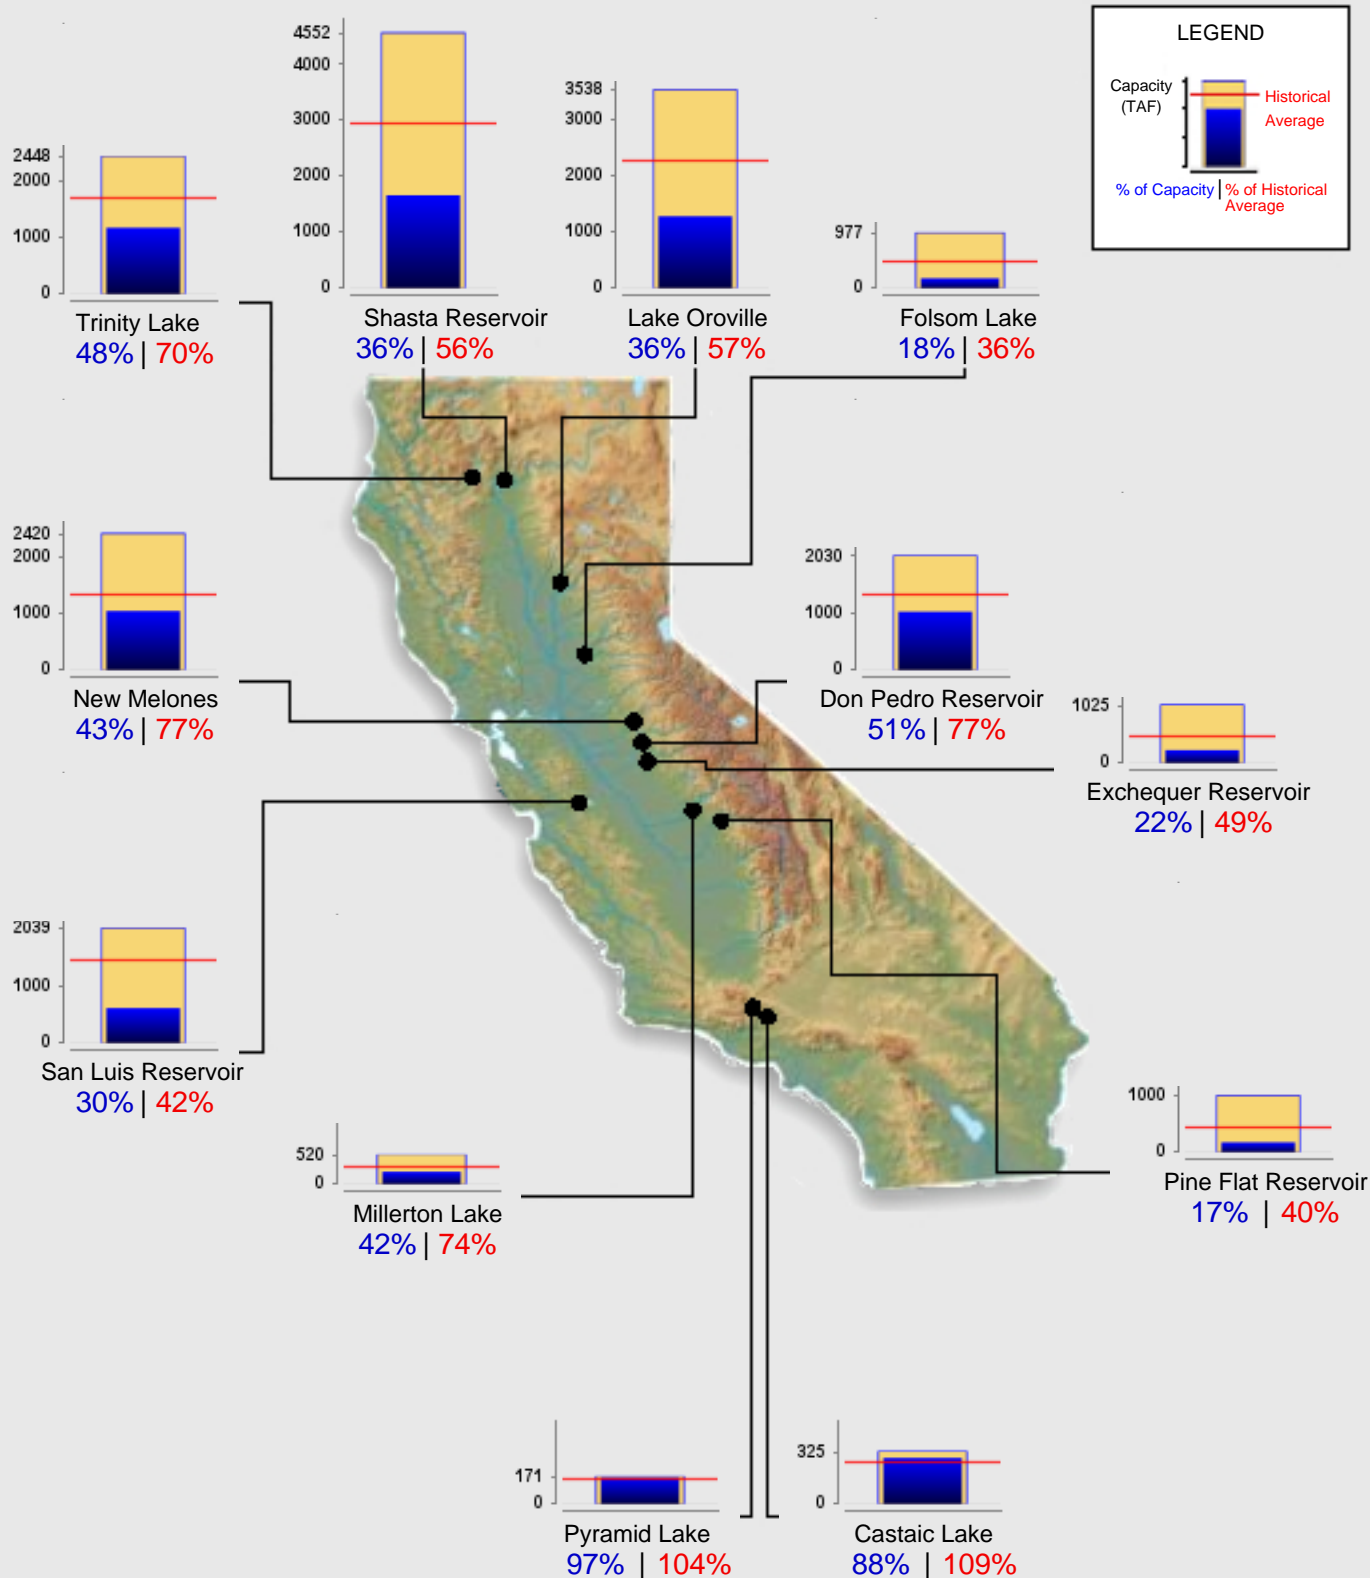 LEGEND
Capacity
(TAF)
Historical
Average
% of Capacity | % of Historical
Average
4552
4000
3000
2000
1000
0
Shasta Reservoir
36% | 56%
3538
3000
2000
1000
0
Lake Oroville
36% | 57%
2448
2000
1000
0
Trinity Lake
48% | 70%
977
0
Folsom Lake
18% | 36%
2420
2000
1000
0
New Melones
43% | 77%
2030
1000
0
Don Pedro Reservoir
51% | 77%
1025
0
Exchequer Reservoir
22% | 49%
2039
1000
0
San Luis Reservoir
30% | 42%
520
0
Millerton Lake
42% | 74%
1000
0
Pine Flat Reservoir
17% | 40%
171
0
Pyramid Lake
97% | 104%
325
0
Castaic Lake
88% | 109%